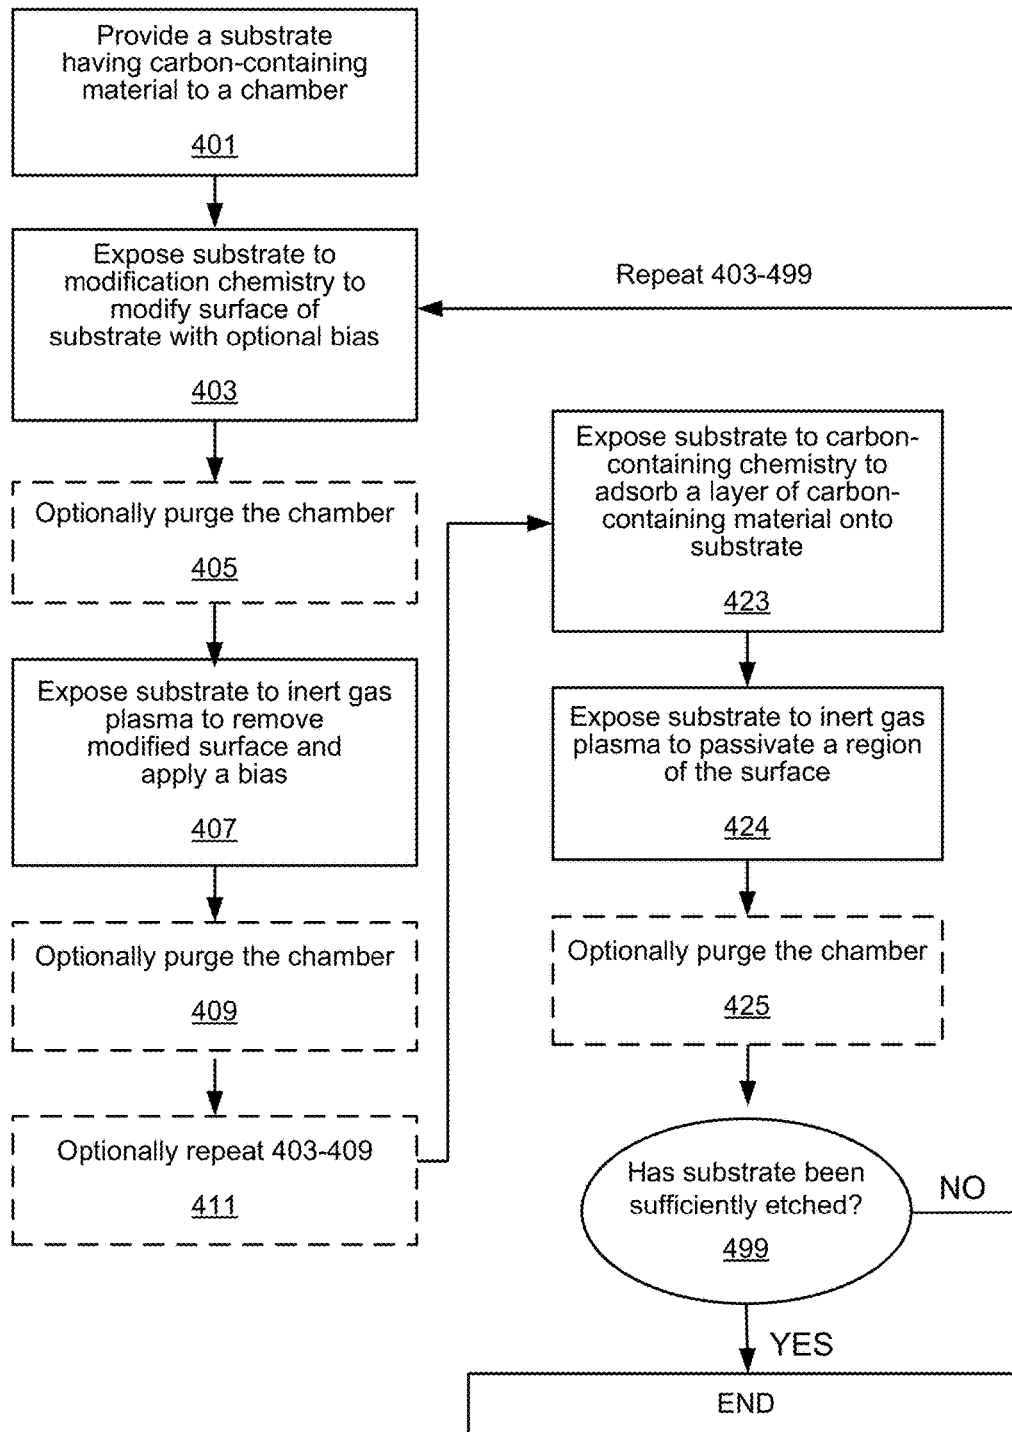 Provide a substrate
having carbon-containing
material to a chamber
401
Expose substrate to
modification chemistry to
modify surface of
substrate with optional bias
403
Optionally purge the chamber
405
Expose substrate to inert gas
plasma to remove
modified surface and
apply a bias
407
Optionally purge the chamber
409
Optionally repeat 403-409
411
Repeat 403-499
Expose substrate to carbon-
containing chemistry to
adsorb a layer of carbon-
containing material onto
substrate
423
Expose substrate to inert gas
plasma to passivate a region
of the surface
424
Optionally purge the chamber
425
Has substrate been
sufficiently etched?
499
NO
YES
END